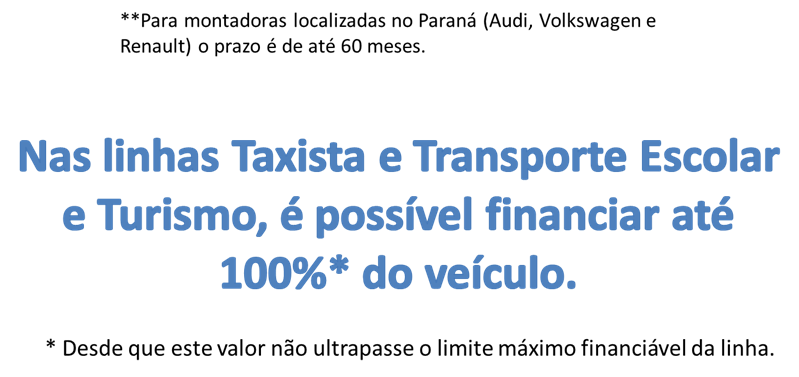 **Para montadoras localizadas no Paraná (Audi, Volkswagen e
Renault) o prazo é de até 60 meses.
Nas linhas Taxista e Transporte Escolar
e Turismo, é possível financiar até
100%* do veículo.
* Desde que este valor não ultrapasse o limite máximo financiável da linha.